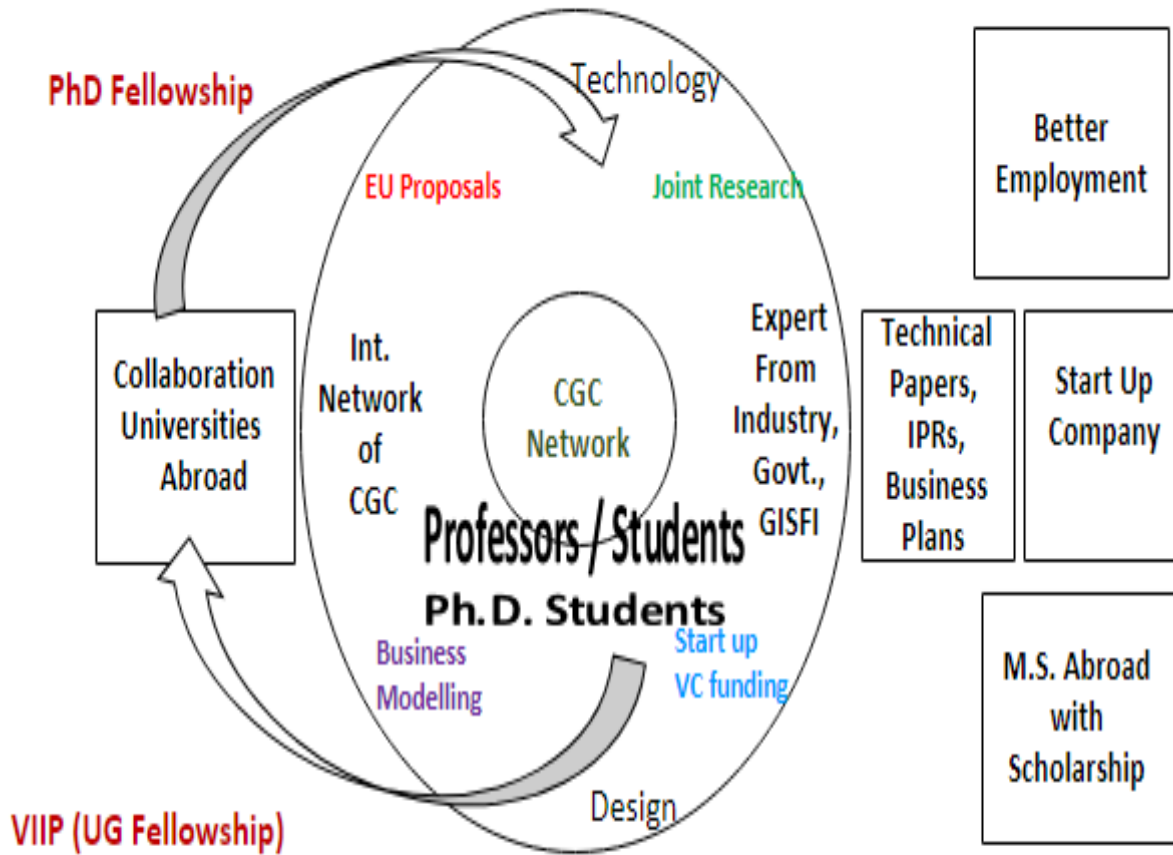 Technology
PhD Fellowship
EU Proposals
Joint Research
Better
Employment
Collaboration
Universities
Abroad
Int.
Network
of
CGC
CGC
Network
Expert
From
Industry,
Govt.,
GISFI
Technical
Papers,
IPRs,
Business
Plans
Start Up
Company
Professors / Students
Ph.D. Students
Business
Modelling
Start up
VC funding
M.S. Abroad
with
Scholarship
Design
VIIP (UG Fellowship)